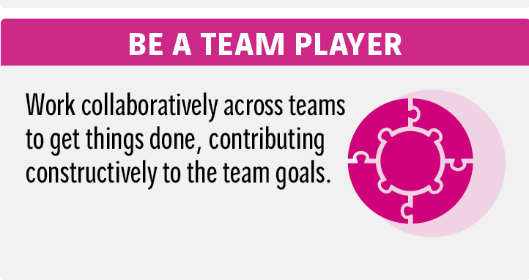 BE A TEAM PLAYER
Work collaboratively across teams
to get things done, contributing
constructively to the team goals.